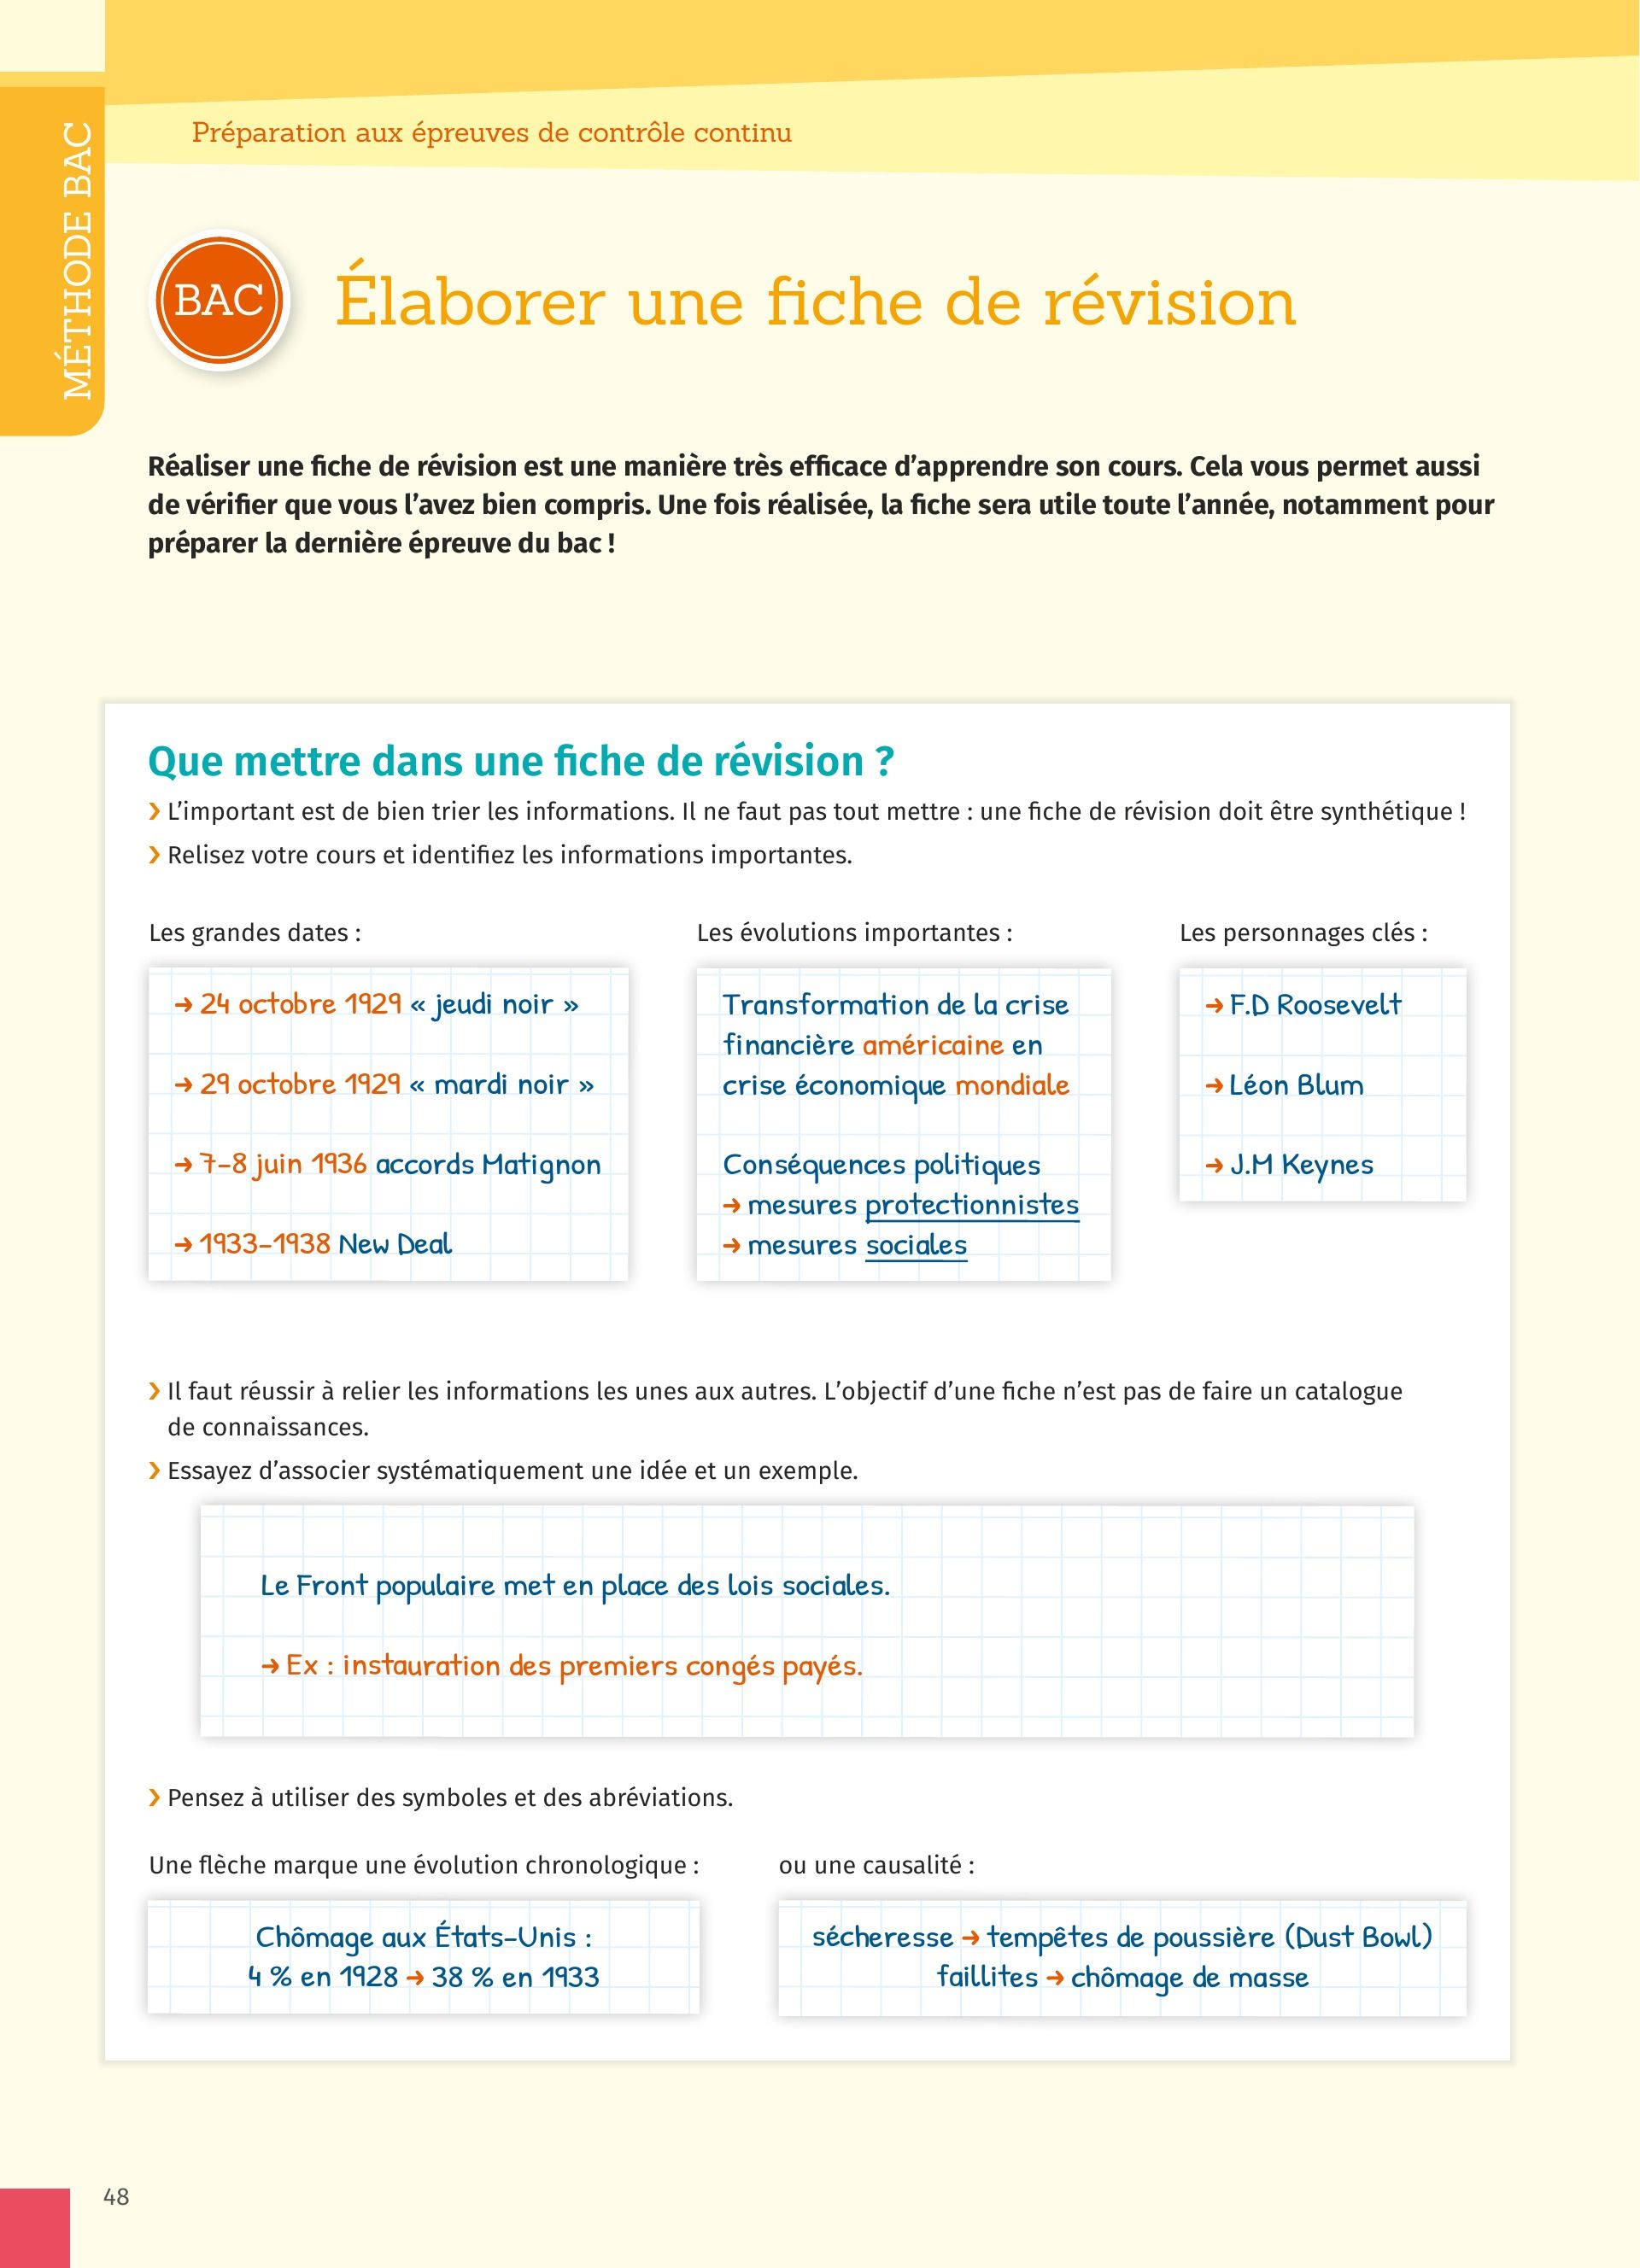 MÉTHODE BAC
Préparation aux épreuves de contrôle continu
BAC
Élaborer une fiche de révision
Réaliser une fiche de révision est une manière très efficace d’apprendre son cours. Cela vous permet aussi
de vérifier que vous l’avez bien compris. Une fois réalisée, la fiche sera utile toute l’année, notamment pour
préparer la dernière épreuve du bac !
Que mettre dans une fiche de révision ?
› L’important est de bien trier les informations. Il ne faut pas tout mettre : une fiche de révision doit être synthétique !
› Relisez votre cours et identifiez les informations importantes.
Les grandes dates :
→ 24 octobre 1929 « jeudi noir »
→ 29 octobre 1929 « mardi noir »
→ 7-8 juin 1936 accords Matignon
→ 1933-1938 New Deal
Les évolutions importantes :
Transformation de la crise
financière américaine en
crise économique mondiale
Conséquences politiques
→ mesures protectionnistes
→ mesures sociales
Les personnages clés :
→ F.D Roosevelt
→ Léon Blum
→ J.M Keynes
› Il faut réussir à relier les informations les unes aux autres. L’objectif d’une fiche n’est pas de faire un catalogue
de connaissances.
› Essayez d’associer systématiquement une idée et un exemple.
Le Front populaire met en place des lois sociales.
→ Ex : instauration des premiers congés payés.
› Pensez à utiliser des symboles et des abréviations.
Une flèche marque une évolution chronologique :
Chômage aux États-Unis :
4 % en 1928 → 38 % en 1933
ou une causalité :
sécheresse → tempêtes de poussière (Dust Bowl)
faillites → chômage de masse
48